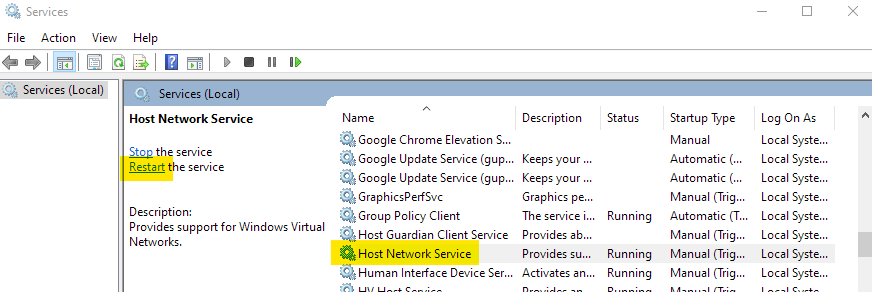 Services
File Action View Help
Services (Local)
Services (Local)
Host Network Service
Stop the service
Restart the service
Description:
Provides support for Windows Virtual
Networks.
Name Description Status Startup Type Log On As
Google Chrome Elevation S... Manual Local Syste...
Google Update Service (gup... Keeps your ... Automatic (... Local Syste...
Google Update Service (gup... Keeps your ... Manual Local Syste...
GraphicsPerfSvc Graphics pe... Manual (Trig... Local Syste...
Group Policy Client The service i... Running Automatic (T... Local Syste...
Host Guardian Client Service Provides ab... Manual (Trig... Local Syste...
Host Network Service Provides su... Running Manual (Trig... Local Syste...
Human Interface Device Ser... Activates an... Running Manual (Trig... Local Syste...
HV Host Service Provides an... Running Manual (Trig... Local Syste...